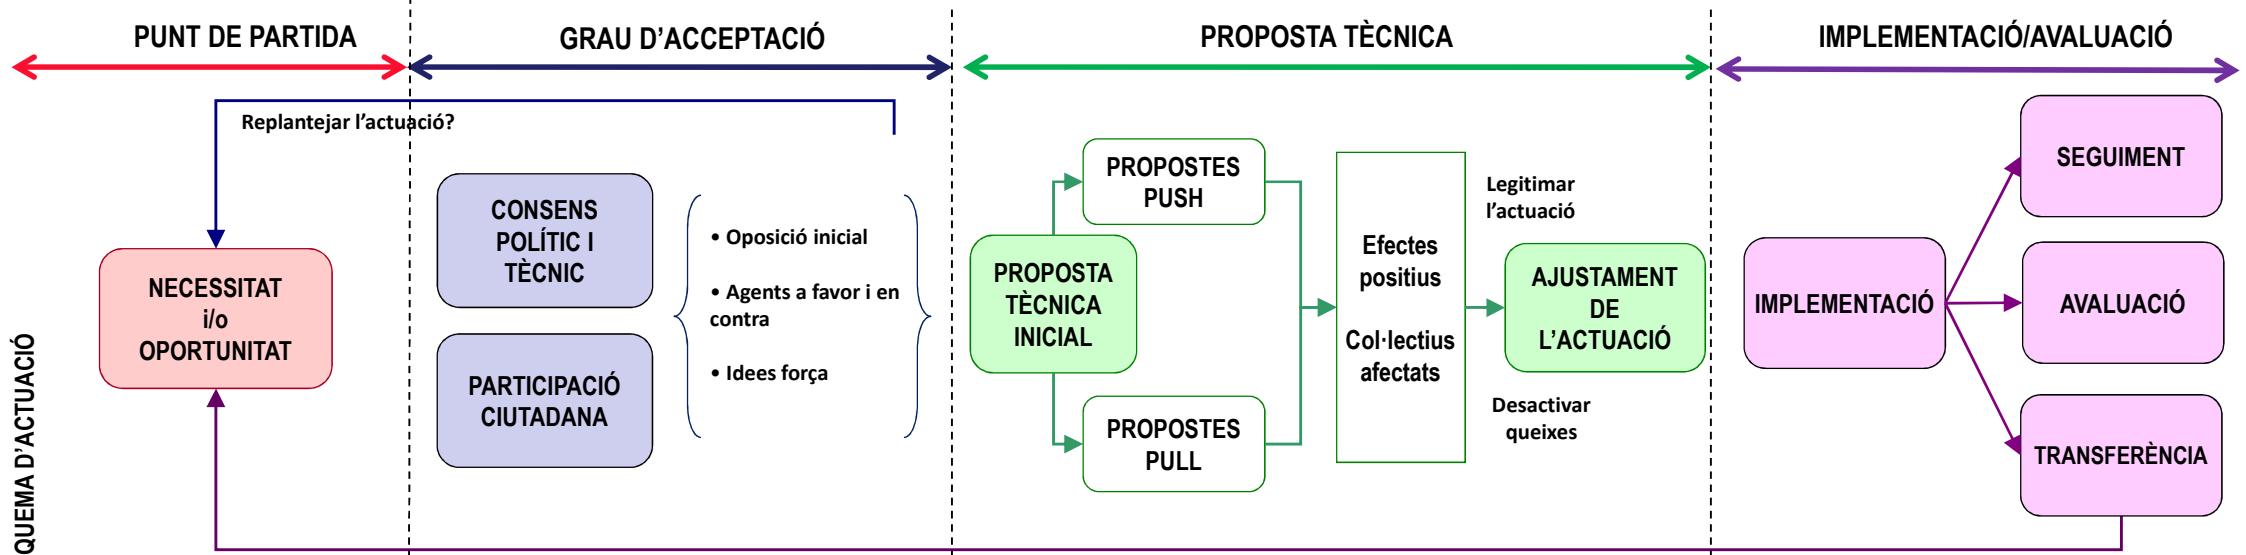 PUNT DE PARTIDA
GRAU D’ACCEPTACIÓ
PROPOSTA TÈCNICA
IMPLEMENTACIÓ/AVALUACIÓ
Replantejar l’actuació?
NECESSITAT
i/o
OPORTUNITAT
CONSENS
POLÍTIC I
TÈCNIC
PARTICIPACIÓ
CIUTADANA
• Oposició inicial
• Agents a favor i en
contra
• Idees força
PROPOSTA
TÈCNICA
INICIAL
PROPOSTES
PUSH
PROPOSTES
PULL
Efectes
positius
Col·lectius
afectats
Legitimar
l’actuació
AJUSTAMENT
DE
L’ACTUACIÓ
Desactivar
queixes
IMPLEMENTACIÓ
SEGUIMENT
AVALUACIÓ
TRANSFERÈNCIA
QUEMA D’ACTUACIÓ